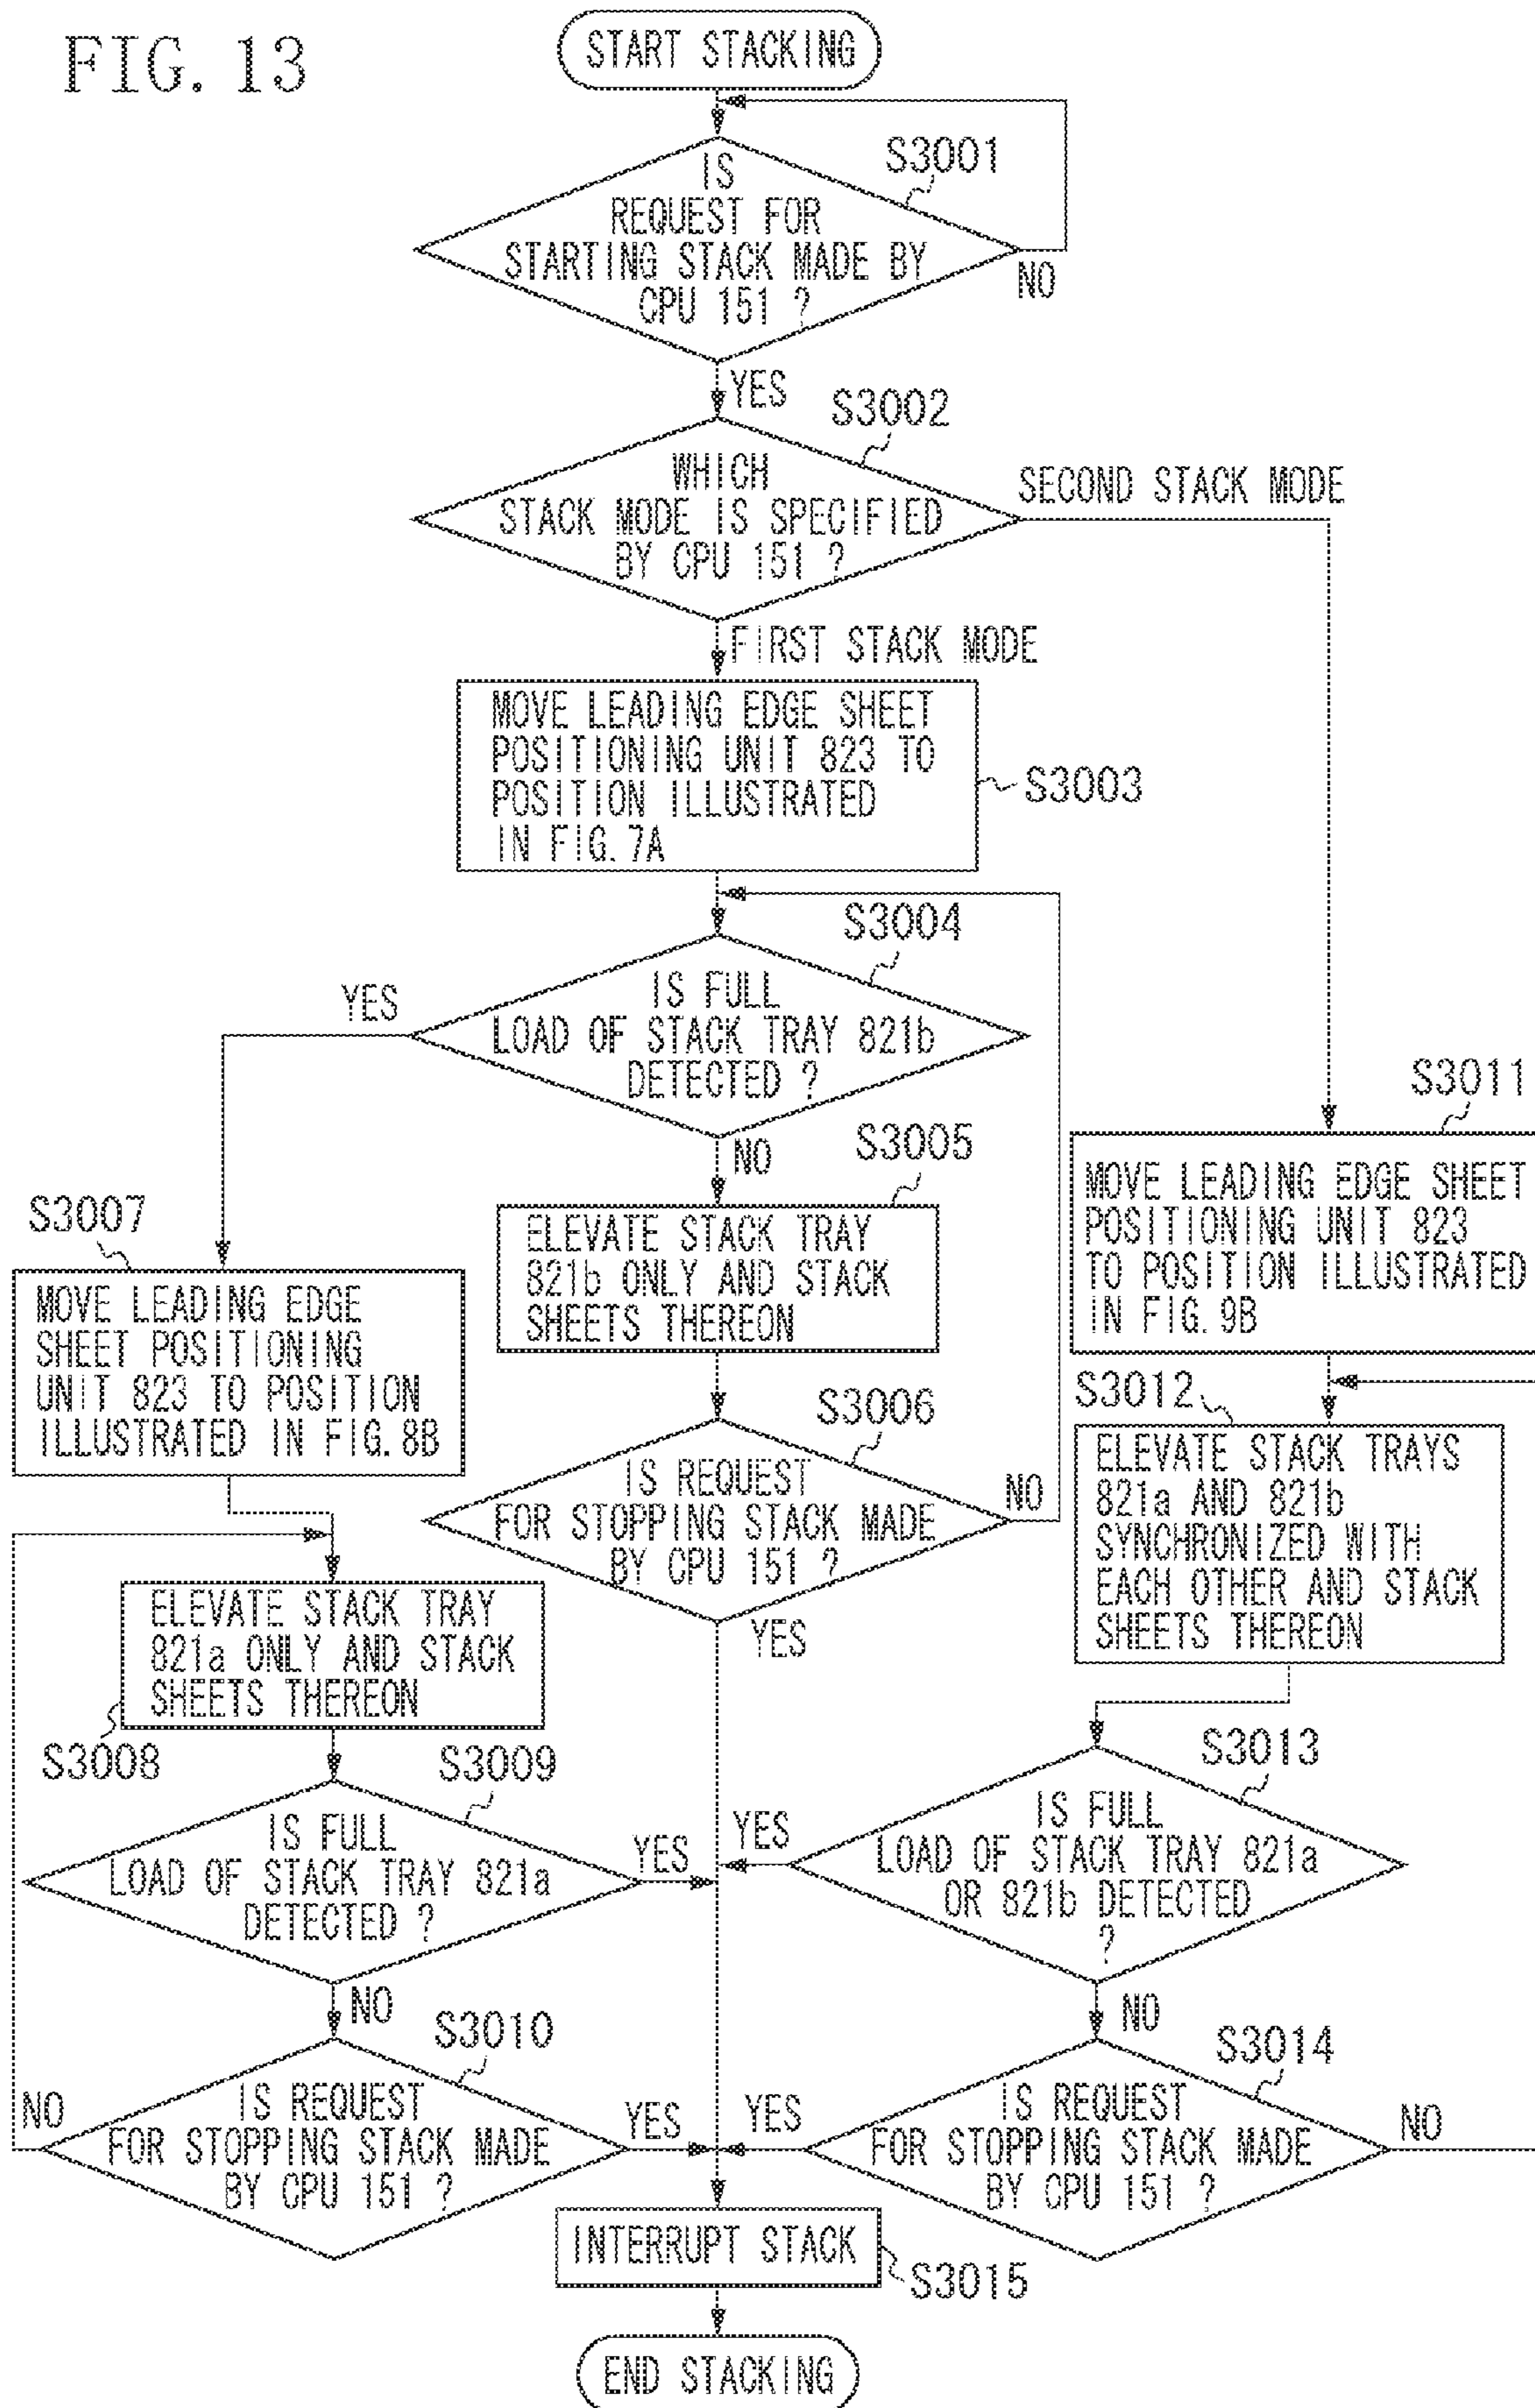 FIG. 13
START STACKING
S3001
IS
REQUEST FOR
STARTING STACK MADE BY
CPU 151 ?
NO
YES
S3002
WHICH
STACK MODE IS SPECIFIED
BY CPU 151 ?
SECOND STACK MODE
FIRST STACK MODE
MOVE LEADING EDGE SHEET
POSITIONING UNIT 823 TO
POSITION ILLUSTRATED
IN FIG. 7A
S3003
S3004
YES
IS FULL
LOAD OF STACK TRAY 821b
DETECTED ?
NO
S3005
ELEVATE STACK TRAY
821b ONLY AND STACK
SHEETS THEREON
S3011
MOVE LEADING EDGE SHEET
POSITIONING UNIT 823
TO POSITION ILLUSTRATED
IN FIG. 9B
S3007
MOVE LEADING EDGE
SHEET POSITIONING
UNIT 823 TO POSITION
ILLUSTRATED IN FIG. 8B
S3006
IS REQUEST
FOR STOPPING STACK MADE
BY CPU 151 ?
NO
YES
S3012
ELEVATE STACK TRAYS
821a AND 821b
SYNCHRONIZED WITH
EACH OTHER AND STACK
SHEETS THEREON
ELEVATE STACK TRAY
821a ONLY AND STACK
SHEETS THEREON
S3008
S3009
IS FULL
LOAD OF STACK TRAY 821a
DETECTED ?
YES
NO
S3013
YES
IS FULL
LOAD OF STACK TRAY 821a
OR 821b DETECTED
?
NO
S3010
NO
IS REQUEST
FOR STOPPING STACK MADE
BY CPU 151 ?
YES
S3014
YES
IS REQUEST
FOR STOPPING STACK MADE
BY CPU 151 ?
NO
INTERRUPT STACK
S3015
END STACKING